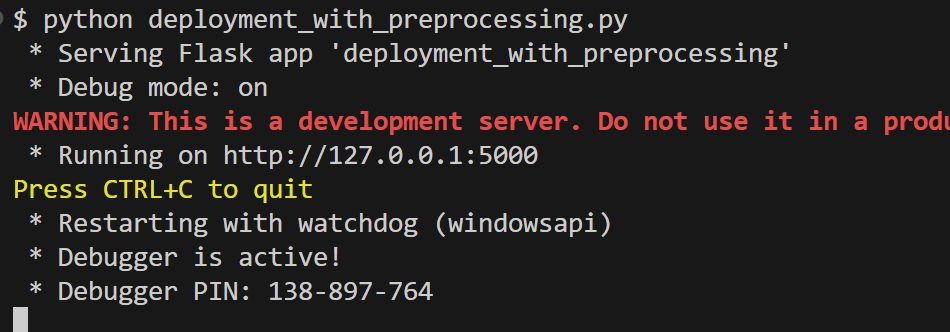 $ python deployment_with_preprocessing.py
* Serving Flask app 'deployment_with_preprocessing'
* Debug mode: on
WARNING: This is a development server. Do not use it in a
* Running on http://127.0.0.1:5000
Press CTRL+C to quit
* Restarting with watchdog (windowsapi)
* Debugger is active!
* Debugger PIN: 138-897-764